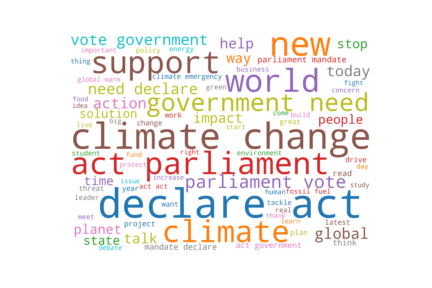 vote government help new stop
important policy energy way parliament mandate
thing support
climate emergency business today
global warm green world fight
need declare concern
food action government need
idea solution impact
live big change work come build people
start great
climate change
student fund right environment
protect act parliament drive
day
time issue increase parliament vote read
threat year act act human fossil fuel study
leader want declare act tackle
real
meet thank
planet project climate learn global latest
state talk plan think
debate mandate declare act government